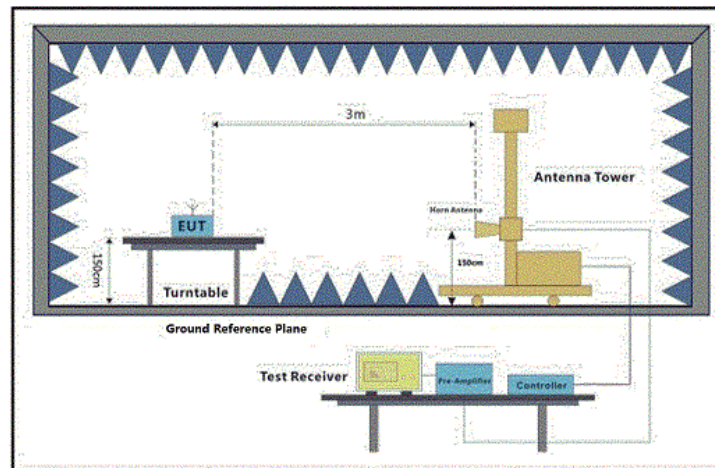 3m
Antenna Tower
Horn Antenna
EUT
150cm
150cm
Turntable
Ground Reference Plane
Test Receiver
Pre-Amplifier
Controller